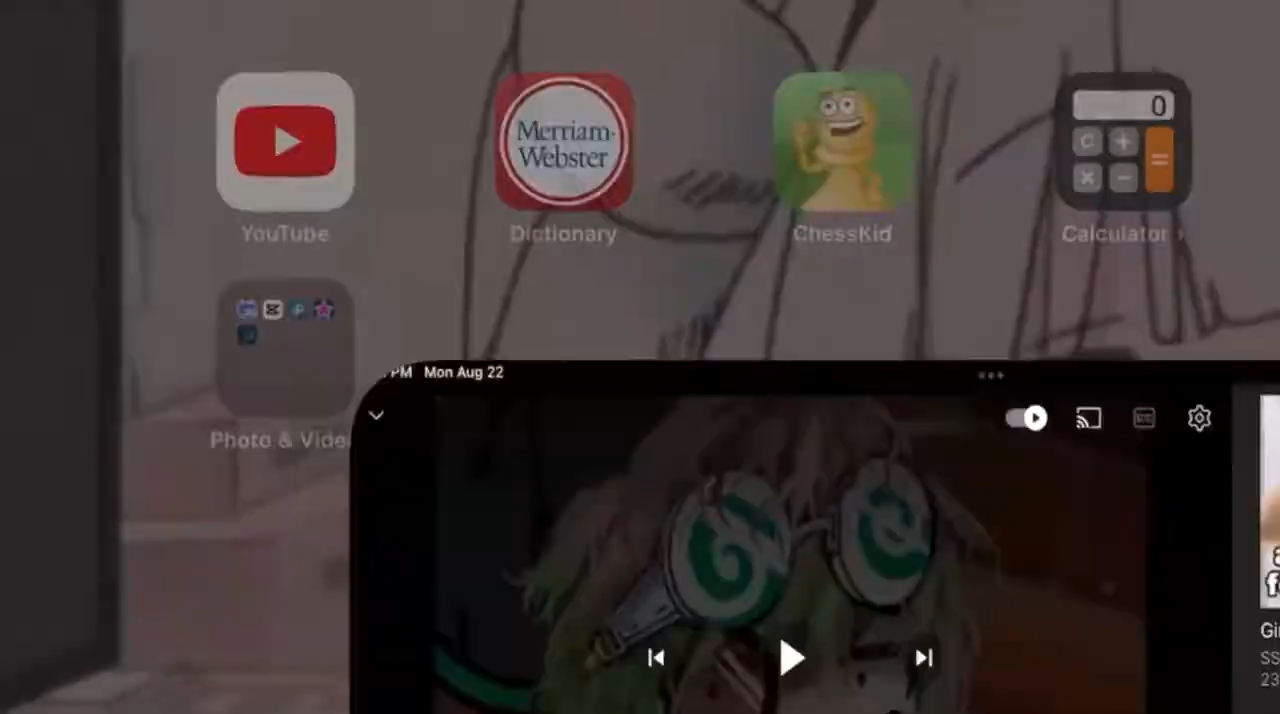 0
Merriam-
Webster
C +
=
× −
YouTube
Dictionary
ChessKid
Calculator
Photo & Vide
PM Mon Aug 22
Gi
SS
23